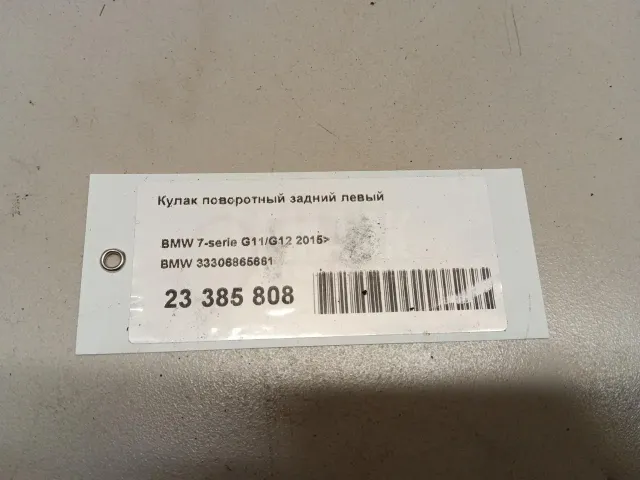 Кулак поворотный задний левый
BMW 7-serie G11/G12 2015>
BMW 33306865661
23 385 808